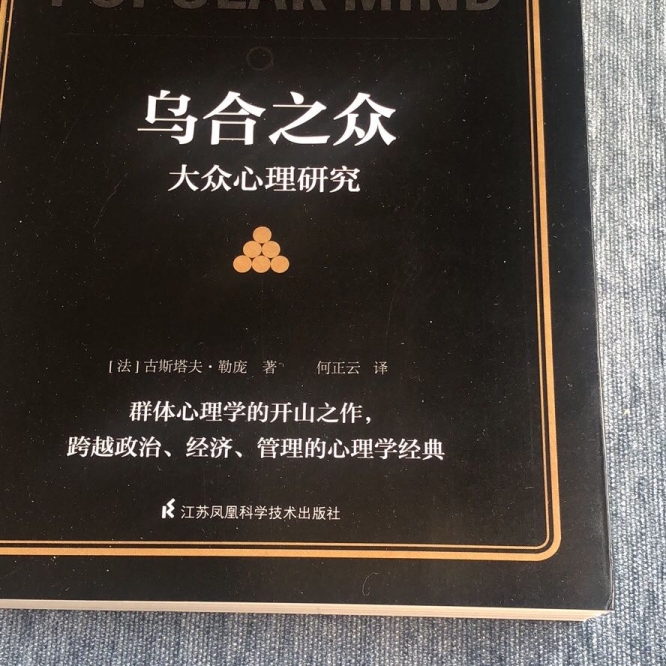 POPULAR MIND
乌合之众
大众心理研究
[法]古斯塔夫·勒庞 著 何正云 译
群体心理学的开山之作，
跨越政治、经济、管理的心理学经典
江苏凤凰科学技术出版社